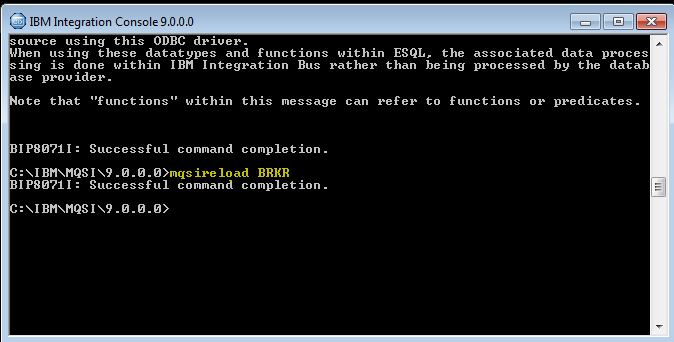 IBM Integration Console 9.0.0.0
source using this ODBC driver.
When using these datatypes and functions within ESQL, the associated data proces
sing is done within IBM Integration Bus rather than being processed by the datab
ase provider.
Note that "functions" within this message can refer to functions or predicates.
BIP8071I: Successful command completion.
C:\IBM\MQSI\9.0.0.0>mqsireload BRKR
BIP8071I: Successful command completion.
C:\IBM\MQSI\9.0.0.0>